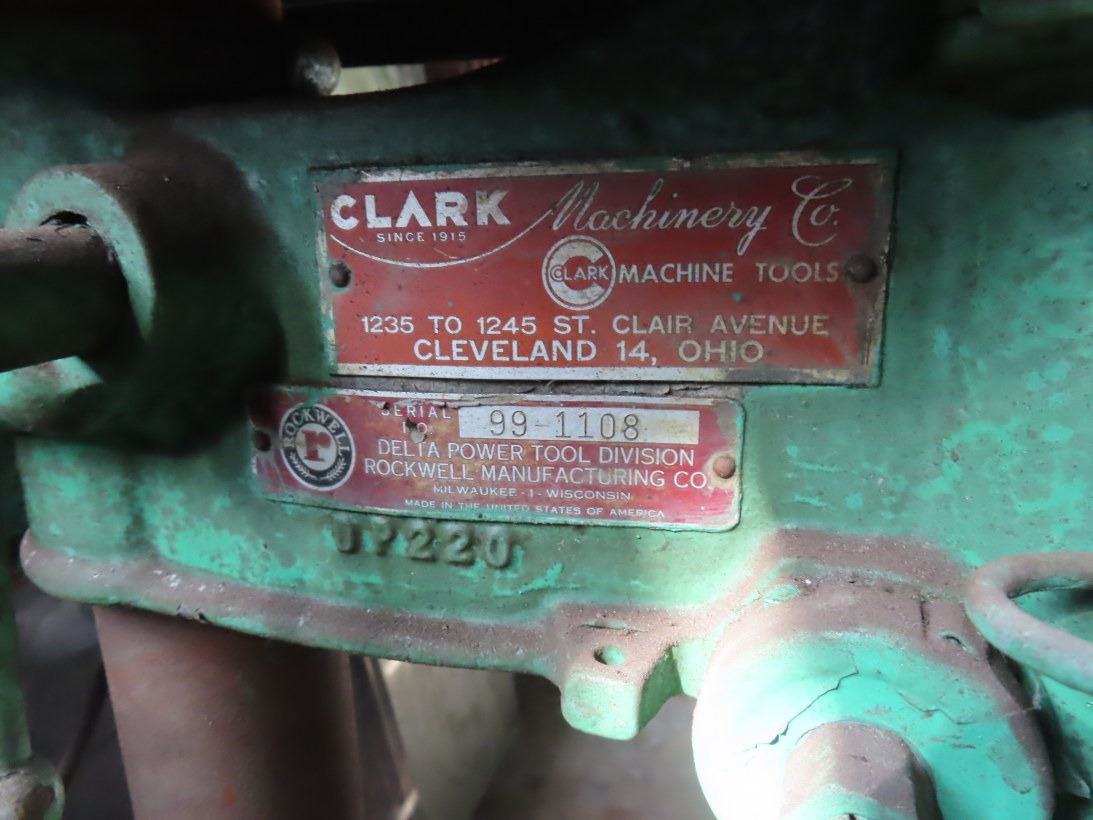 CLARK Machinery Co.
SINCE 1915
CLARK MACHINE TOOLS
1235 TO 1245 ST. CLAIR AVENUE
CLEVELAND 14, OHIO
SERIAL
NO. 99-1108
ROCKWELL
r
DELTA POWER TOOL DIVISION
ROCKWELL MANUFACTURING CO.
MILWAUKEE - 1 - WISCONSIN
MADE IN THE UNITED STATES OF AMERICA
220